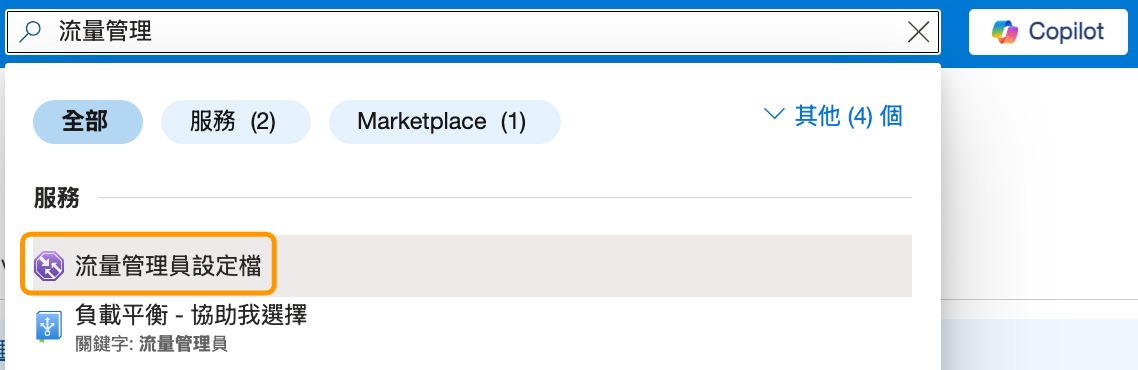 流量管理
Copilot
全部
服務 (2)
Marketplace (1)
其他 (4) 個
服務
流量管理員設定檔
負載平衡 - 協助我選擇
關鍵字: 流量管理員